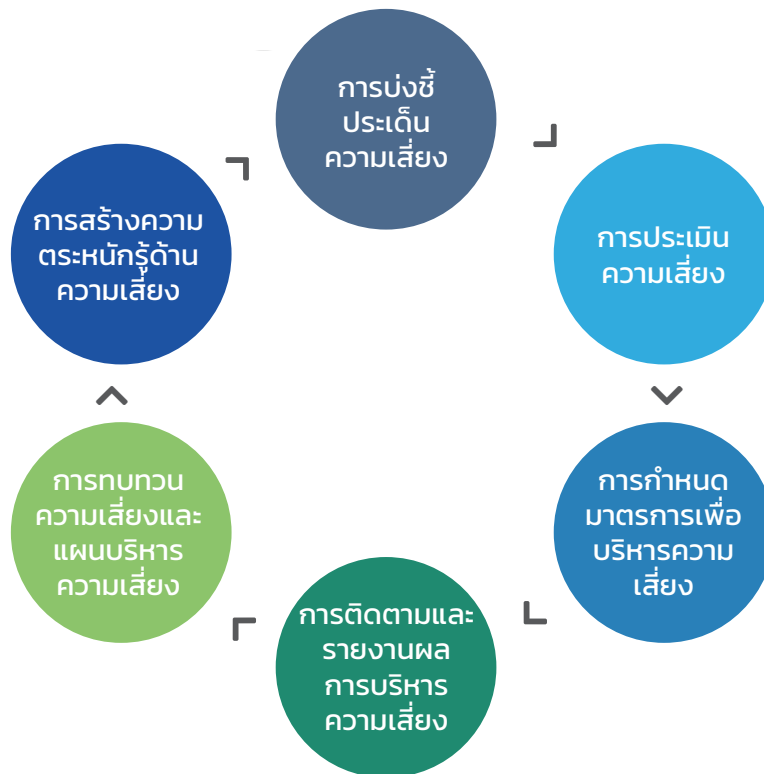 การบ่งชี้
ประเด็น
ความเสี่ยง
การประเมิน
ความเสี่ยง
การกำหนด
มาตรการเพื่อ
บริหารความ
เสี่ยง
การติดตามและ
รายงานผล
การบริหาร
ความเสี่ยง
การทบทวน
ความเสี่ยงและ
แผนบริหาร
ความเสี่ยง
การสร้างความ
ตระหนักรู้ด้าน
ความเสี่ยง